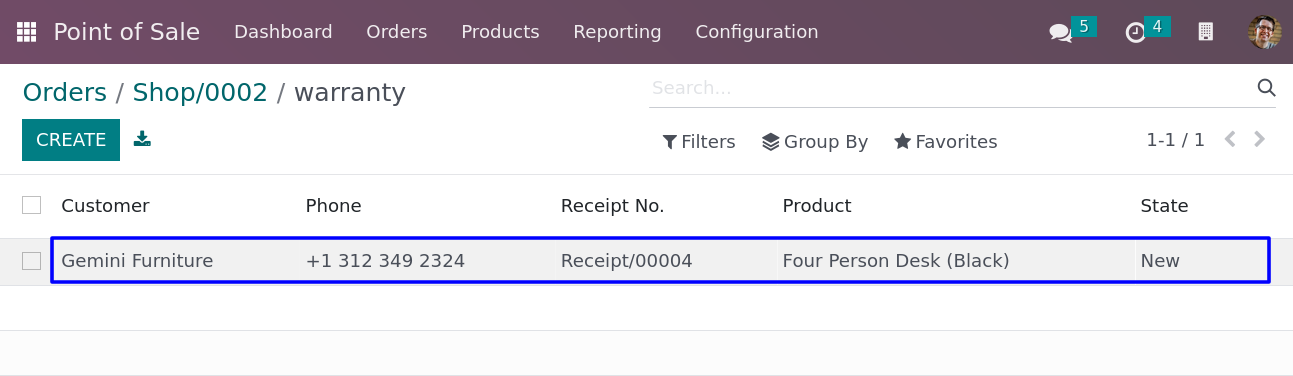 Point of Sale Dashboard Orders Products Reporting Configuration 5 4
Orders / Shop/0002 / warranty Search...
CREATE Filters Group By Favorites 1-1 / 1
Customer Phone Receipt No. Product State
Gemini Furniture +1 312 349 2324 Receipt/00004 Four Person Desk (Black) New